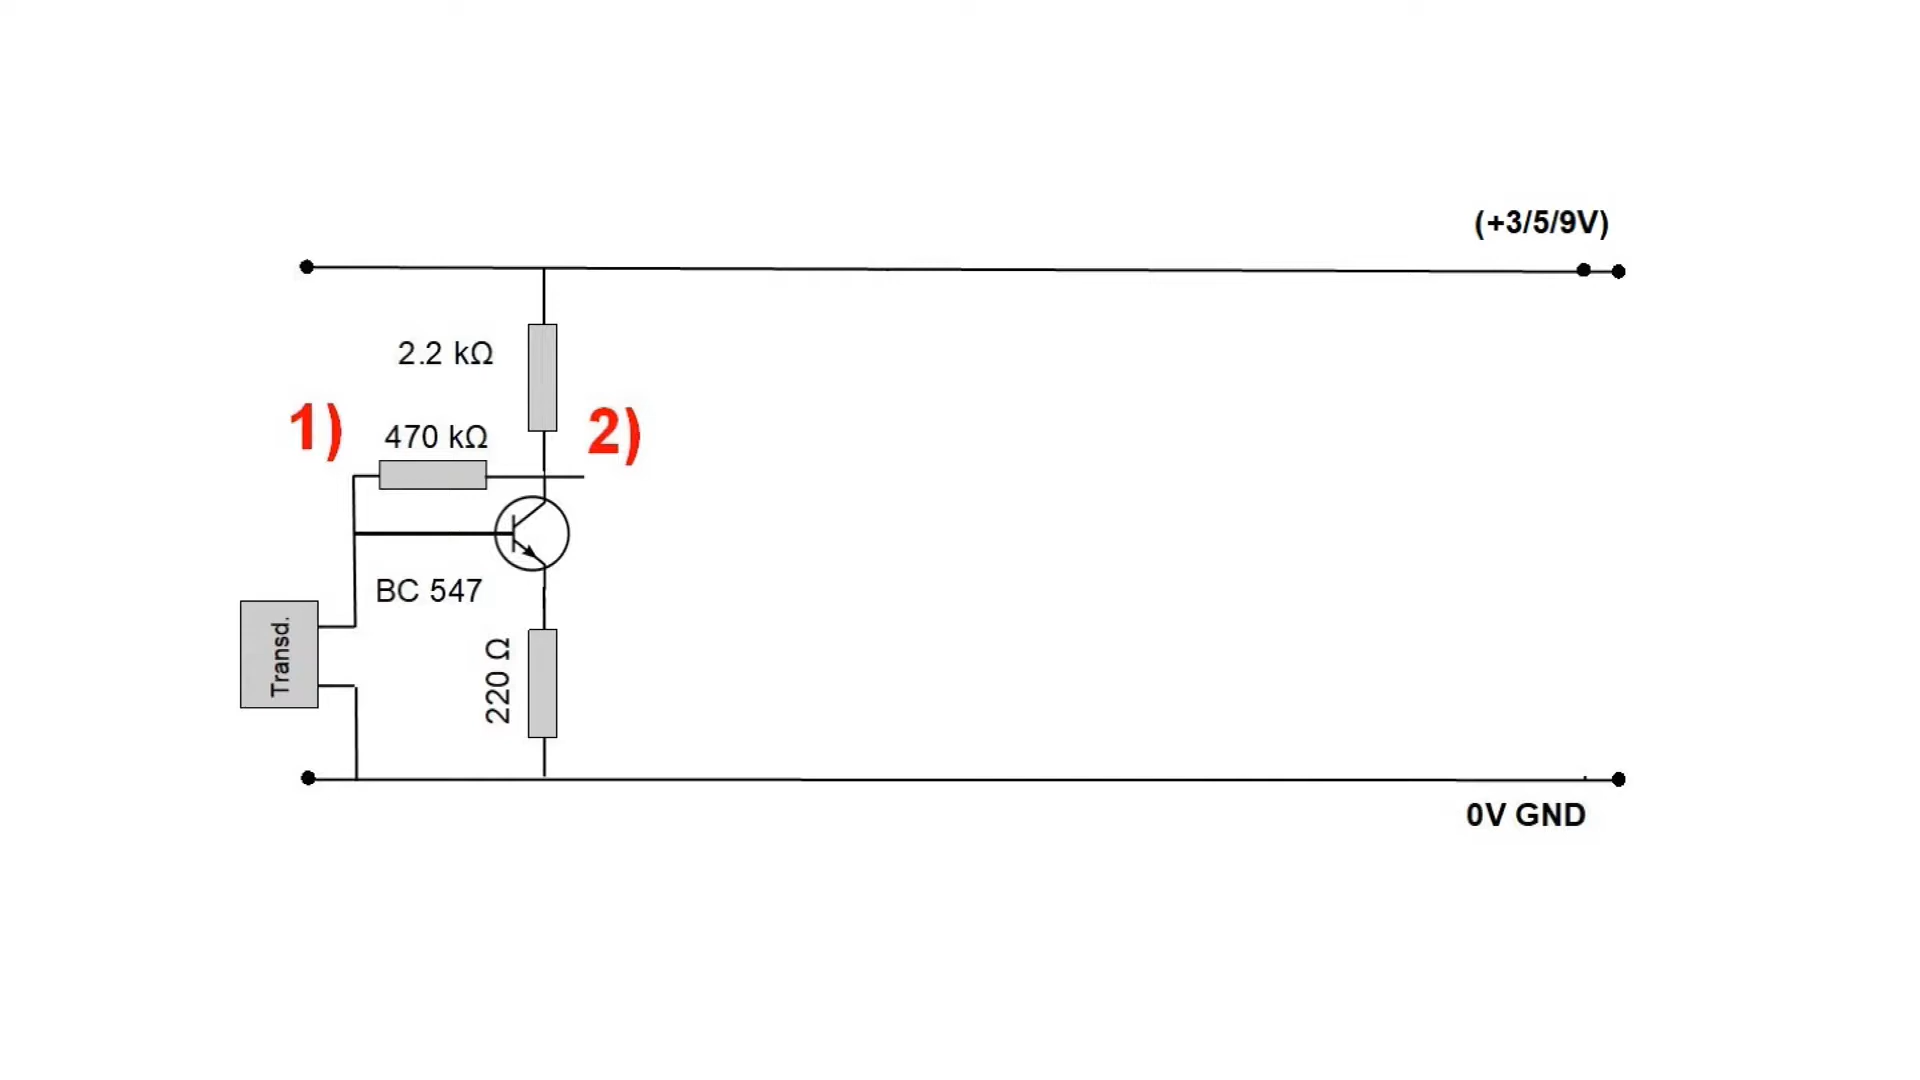 (+3/5/9V)
2.2 kΩ
1)
470 kΩ
2)
BC 547
Transd.
220 Ω
0V GND